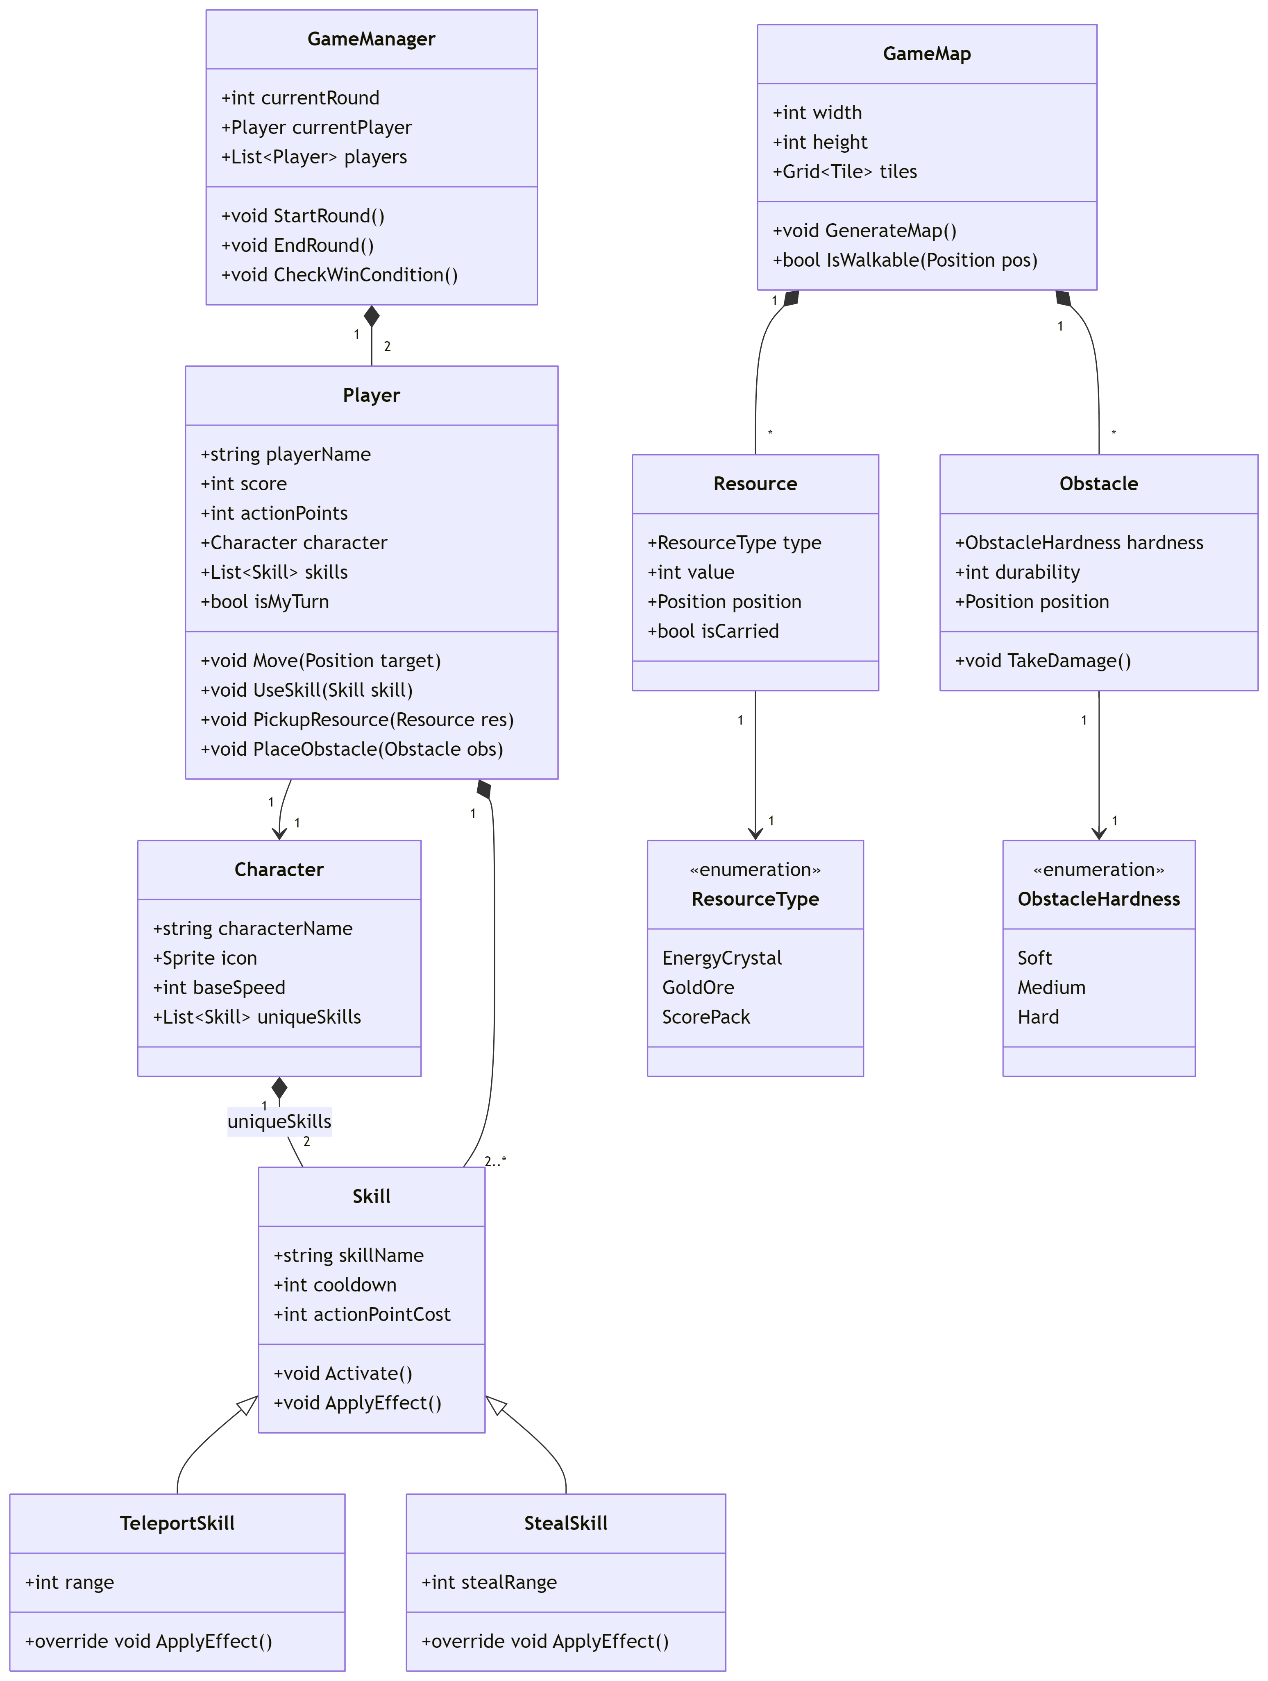 GameManager
+int currentRound
+Player currentPlayer
+List<Player> players
+void StartRound()
+void EndRound()
+void CheckWinCondition()
1
2
Player
+string playerName
+int score
+int actionPoints
+Character character
+List<Skill> skills
+bool isMyTurn
+void Move(Position target)
+void UseSkill(Skill skill)
+void PickupResource(Resource res)
+void PlaceObstacle(Obstacle obs)
1
1
1
2..*
Character
+string characterName
+Sprite icon
+int baseSpeed
+List<Skill> uniqueSkills
1
uniqueSkills
2
Skill
+string skillName
+int cooldown
+int actionPointCost
+void Activate()
+void ApplyEffect()
TeleportSkill
+int range
+override void ApplyEffect()
StealSkill
+int stealRange
+override void ApplyEffect()
GameMap
+int width
+int height
+Grid<Tile> tiles
+void GenerateMap()
+bool IsWalkable(Position pos)
1
*
1
*
Resource
+ResourceType type
+int value
+Position position
+bool isCarried
1
1
«enumeration»
ResourceType
EnergyCrystal
GoldOre
ScorePack
Obstacle
+ObstacleHardness hardness
+int durability
+Position position
+void TakeDamage()
1
1
«enumeration»
ObstacleHardness
Soft
Medium
Hard